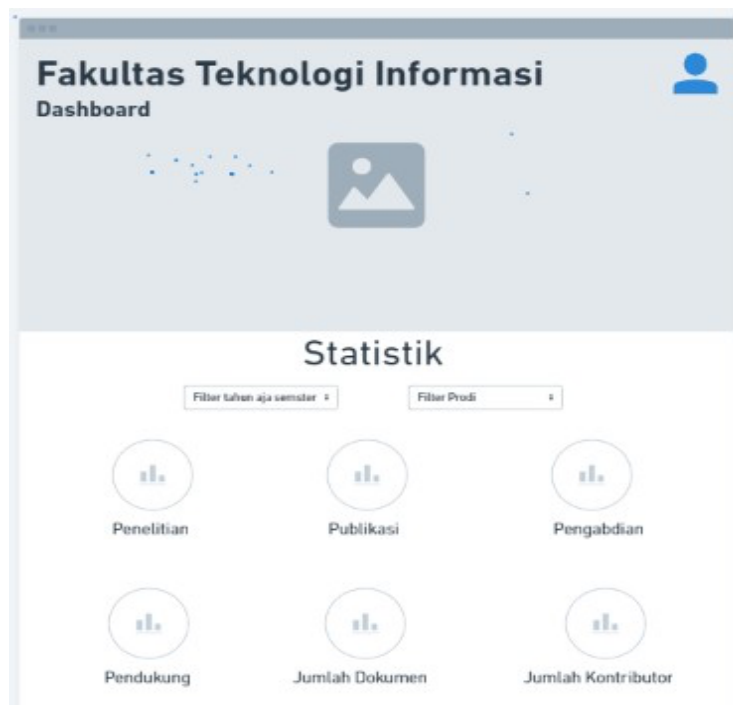 Fakultas Teknologi Informasi
Dashboard
Statistik
Filter tahun aja semster
Filter Prodi
Penelitian
Publikasi
Pengabdian
Pendukung
Jumlah Dokumen
Jumlah Kontributor